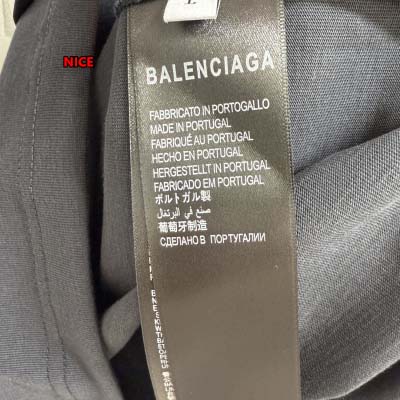 NICE
L
BALENCIAGA
FABBRICATO IN PORTOGALLO
MADE IN PORTUGAL
FABRIQUÉ AU PORTUGAL
HECHO EN PORTUGAL
HERGESTELLT IN PORTUGAL
FABRICADO EM PORTUGAL
ポルトガル製
صنع في البرتغال
葡萄牙制造
СДЕЛАНО В ПОРТУГАЛИИ